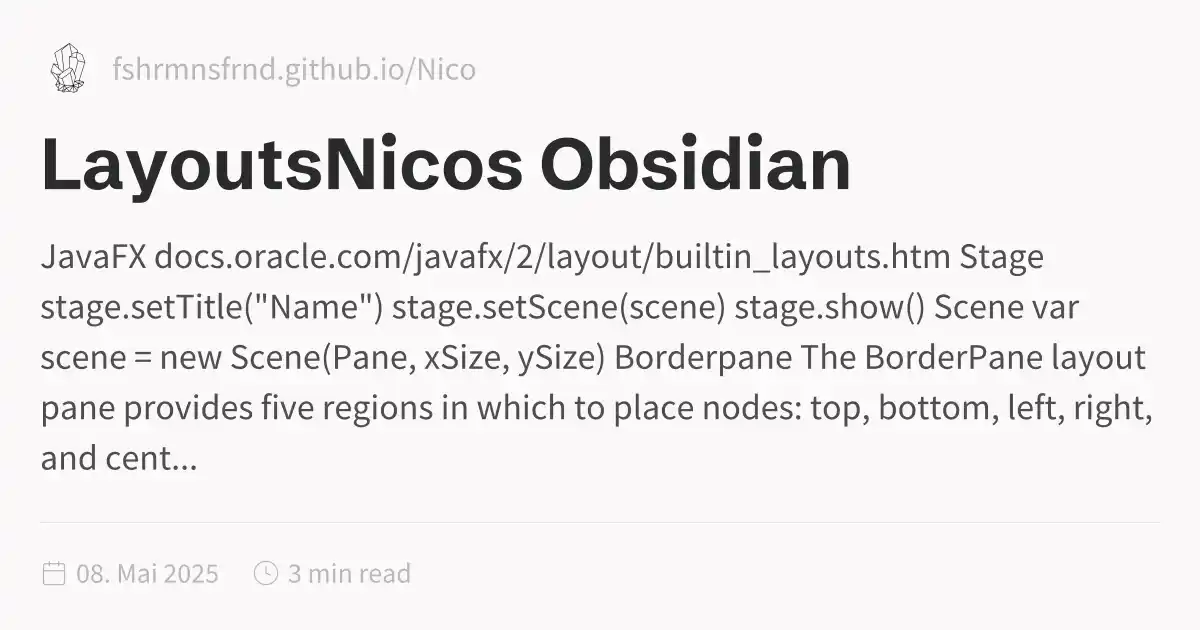 fshrmnsfrnd.github.io/Nico
LayoutsNicos Obsidian
JavaFX docs.oracle.com/javafx/2/layout/builtin_layouts.htm Stage
stage.setTitle("Name") stage.setScene(scene) stage.show() Scene var
scene = new Scene(Pane, xSize, ySize) Borderpane The BorderPane layout
pane provides five regions in which to place nodes: top, bottom, left, right,
and cent...
08. Mai 2025 3 min read